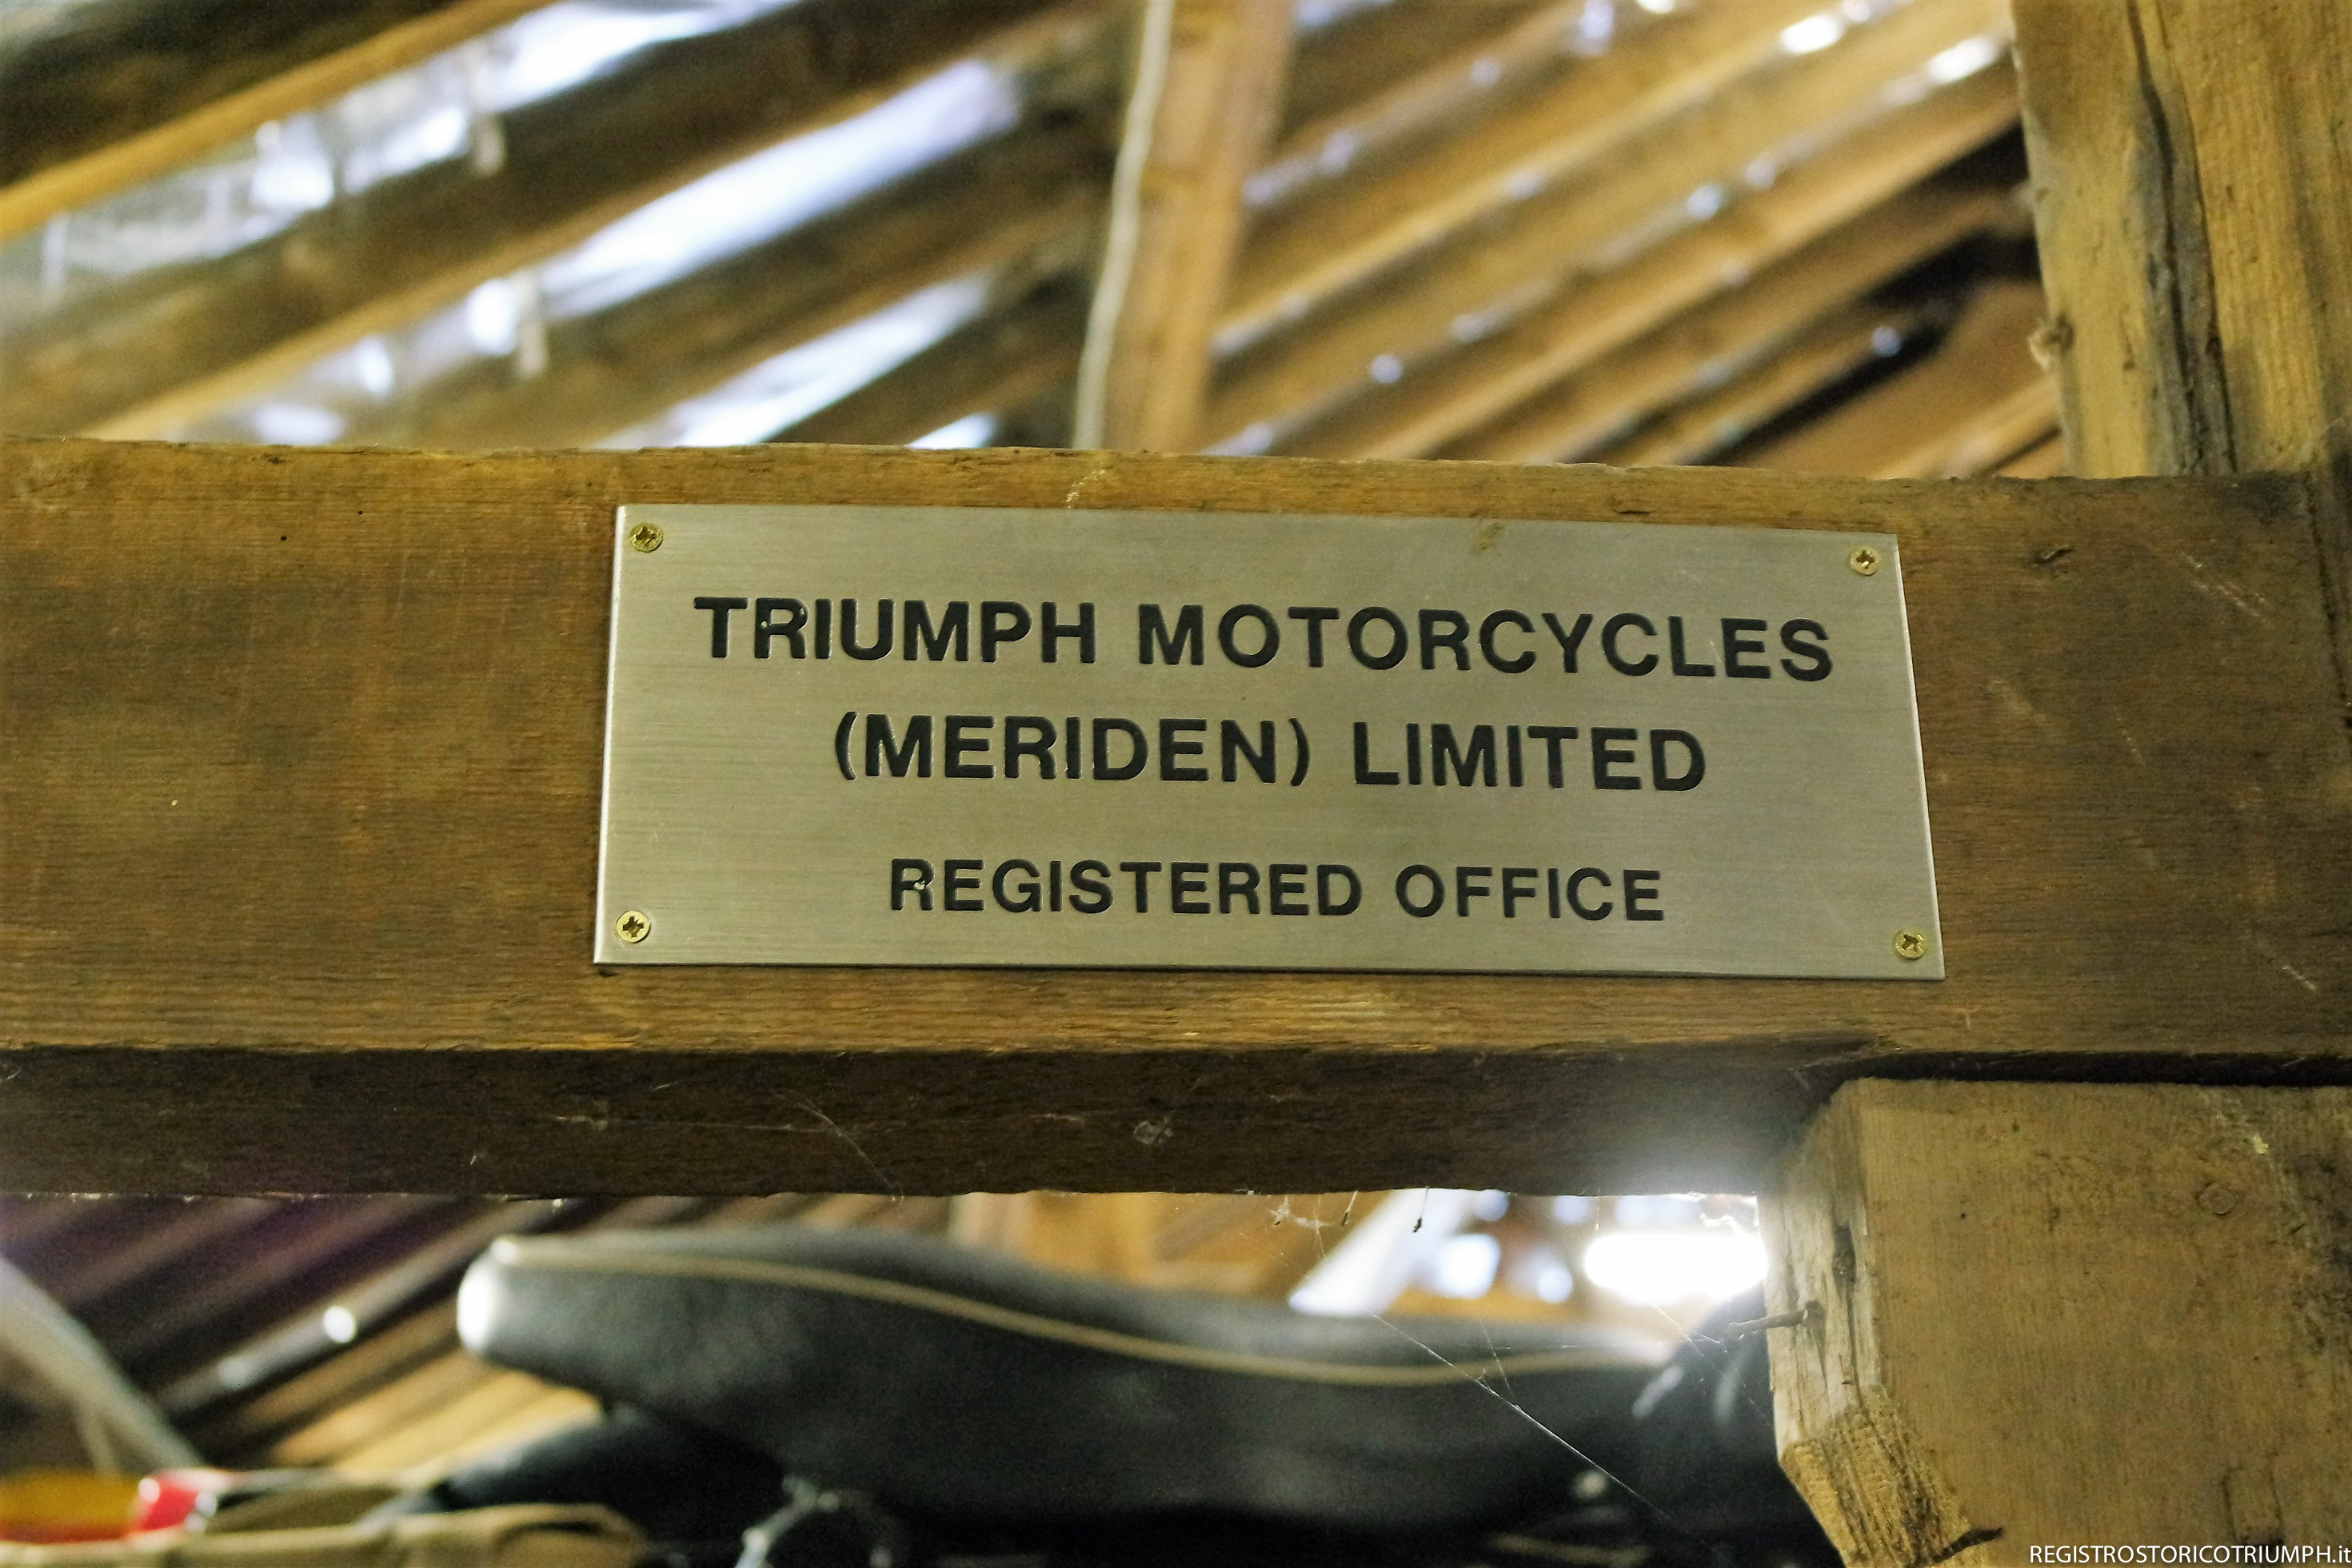 TRIUMPH MOTORCYCLES
(MERIDEN) LIMITED
REGISTERED OFFICE
REGISTROSTORICOTRIUMPH.it